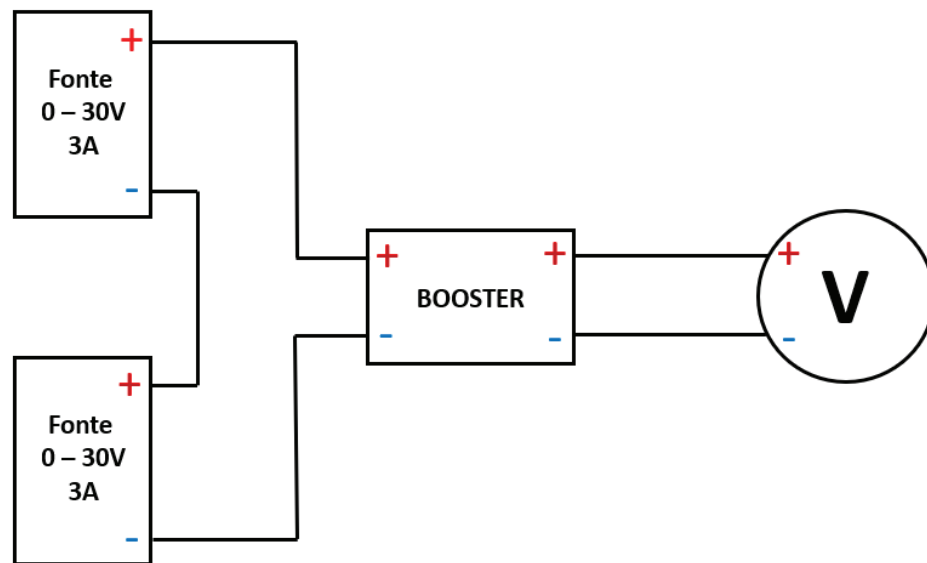 +
Fonte
0 – 30V
3A
-
+
-
BOOSTER
+
-
+
V
-
+
Fonte
0 – 30V
3A
-